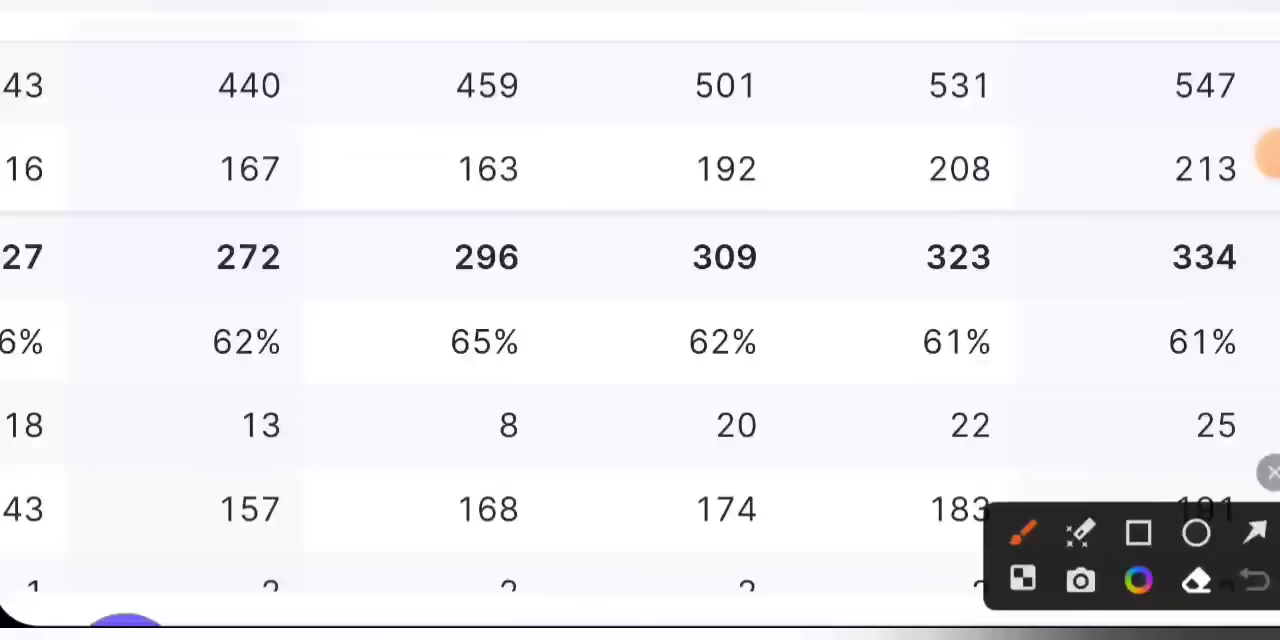 43 440 459 501 531 547
16 167 163 192 208 213
27 272 296 309 323 334
6% 62% 65% 62% 61% 61%
18 13 8 20 22 25
43 157 168 174 183 191